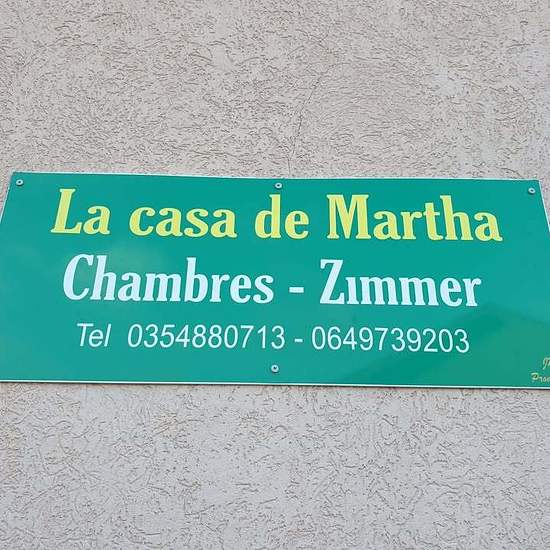 La casa de Martha
Chambres - Zımmer
Tel 0354880713 - 0649739203